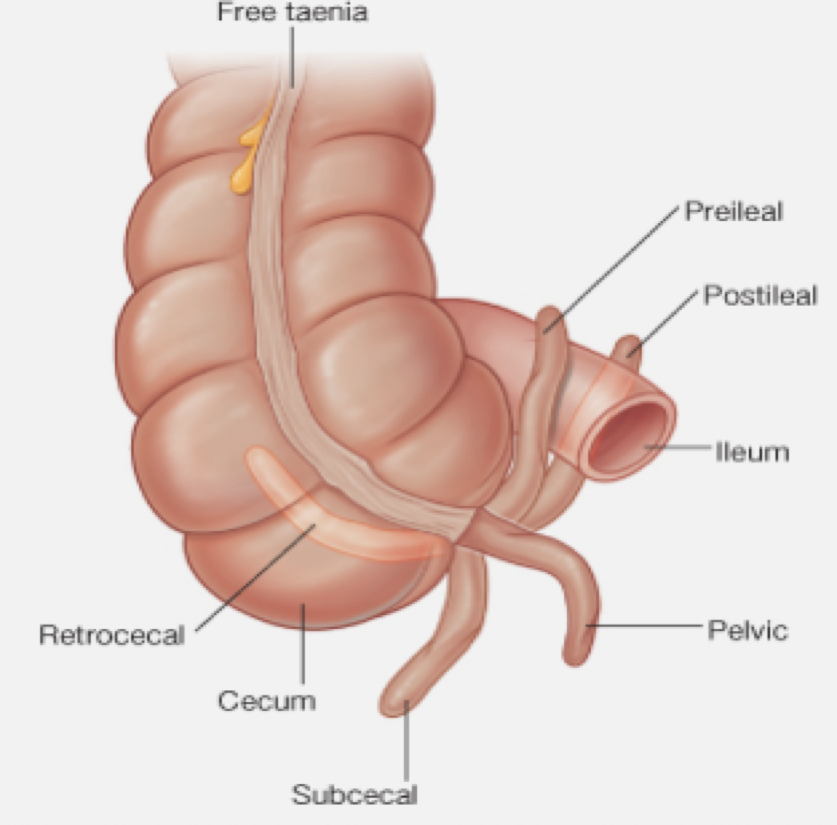 Free taenia
Preileal
Postileal
Ileum
Retrocecal
Pelvic
Cecum
Subcecal